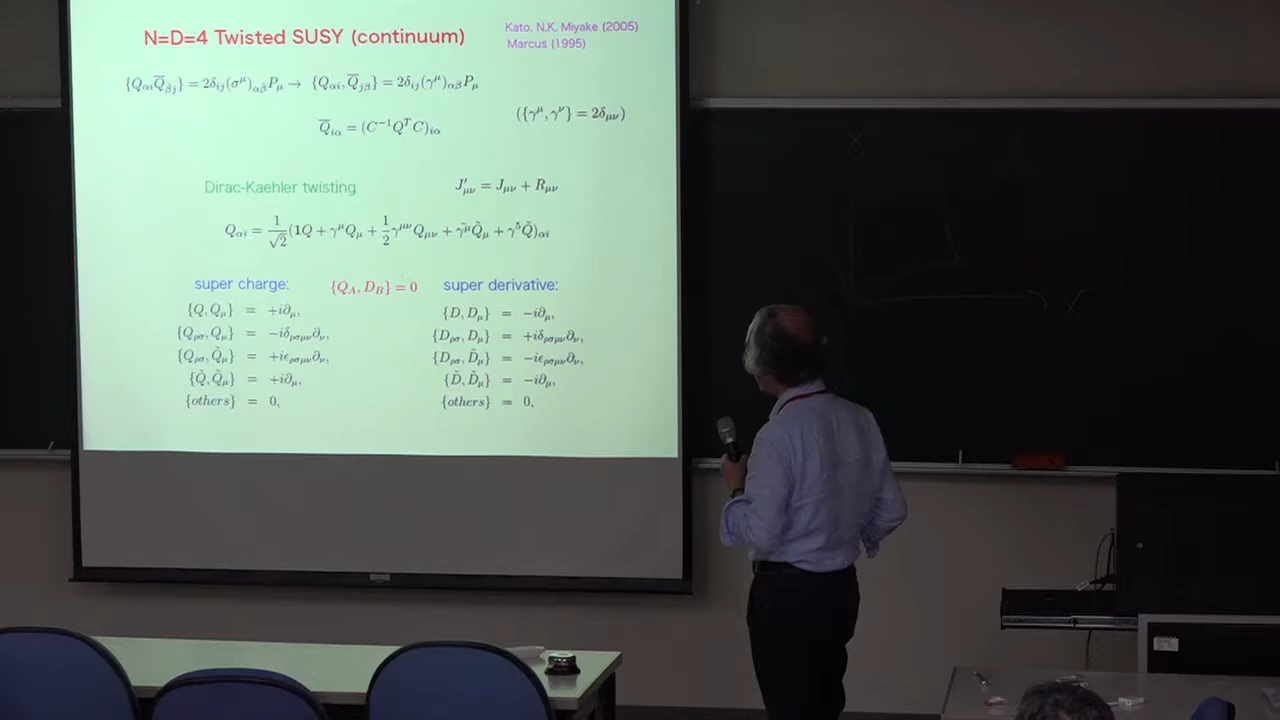 N=D=4 Twisted SUSY (continuum)
Kato, N.K. Miyake (2005)
Marcus (1995)
{Q_{αi} \overline{Q}_{\dot{β}j}} = 2δ_{ij}(σ^μ)_{α\dot{β}}P_μ → {Q_{αi}, \overline{Q}_{jβ}} = 2δ_{ij}(γ^μ)_{αβ}P_μ
\overline{Q}_{iα} = (C^{-1}Q^T C)_{iα}
({γ^μ, γ^ν} = 2δ_{μν})
Dirac-Kaehler twisting
J'_{μν} = J_{μν} + R_{μν}
Q_{αi} = \frac{1}{√2}(1Q + γ^μ Q_μ + \frac{1}{2}γ^{μν}Q_{μν} + \tilde{γ}^μ \tilde{Q}_μ + γ^5 \tilde{Q})_{αi}
super charge: {Q_A, D_B} = 0 super derivative:
{Q, Q_μ} = +i∂_μ, {D, D_μ} = −i∂_μ,
{Q_{ρσ}, Q_μ} = −iδ_{ρσμν}∂_ν, {D_{ρσ}, D_μ} = +iδ_{ρσμν}∂_ν,
{Q_{ρσ}, \tilde{Q}_μ} = +iε_{ρσμν}∂_ν, {D_{ρσ}, \tilde{D}_μ} = −iε_{ρσμν}∂_ν,
{\tilde{Q}, \tilde{Q}_μ} = +i∂_μ, {\tilde{D}, \tilde{D}_μ} = −i∂_μ,
{others} = 0, {others} = 0,